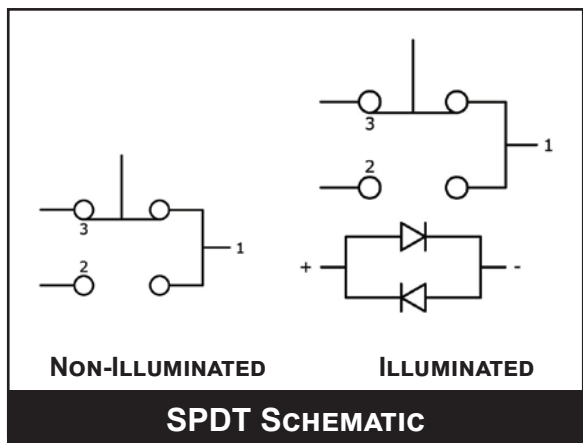 3
1
2
3
1
2
+ -
NON-ILLUMINATED
ILLUMINATED
SPDT SCHEMATIC